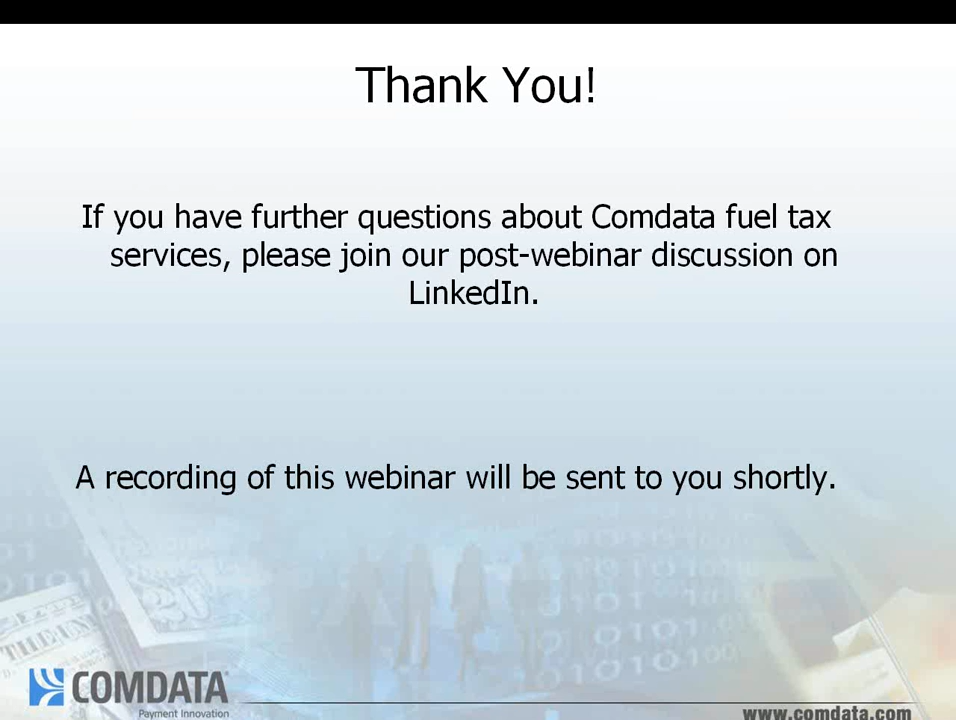 Thank You!
If you have further questions about Comdata fuel tax
services, please join our post-webinar discussion on
LinkedIn.
A recording of this webinar will be sent to you shortly.
COMDATA
Payment Innovation
www.comdata.com